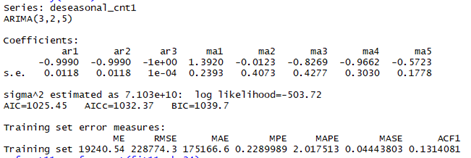 Series: deseasonal_cnt1
ARIMA(3,2,5)
Coefficients:
ar1 ar2 ar3 ma1 ma2 ma3 ma4 ma5
-0.9990 -0.9990 -1e+00 1.3920 -0.0123 -0.8269 -0.9662 -0.5723
s.e. 0.0118 0.0118 1e-04 0.2393 0.4073 0.4277 0.3030 0.1778
sigma^2 estimated as 7.103e+10: log likelihood=-503.72
AIC=1025.45 AICc=1032.37 BIC=1039.7
Training set error measures:
ME RMSE MAE MPE MAPE MASE ACF1
Training set 19240.54 228774.3 175166.6 0.2289989 2.017513 0.04443803 0.1314081